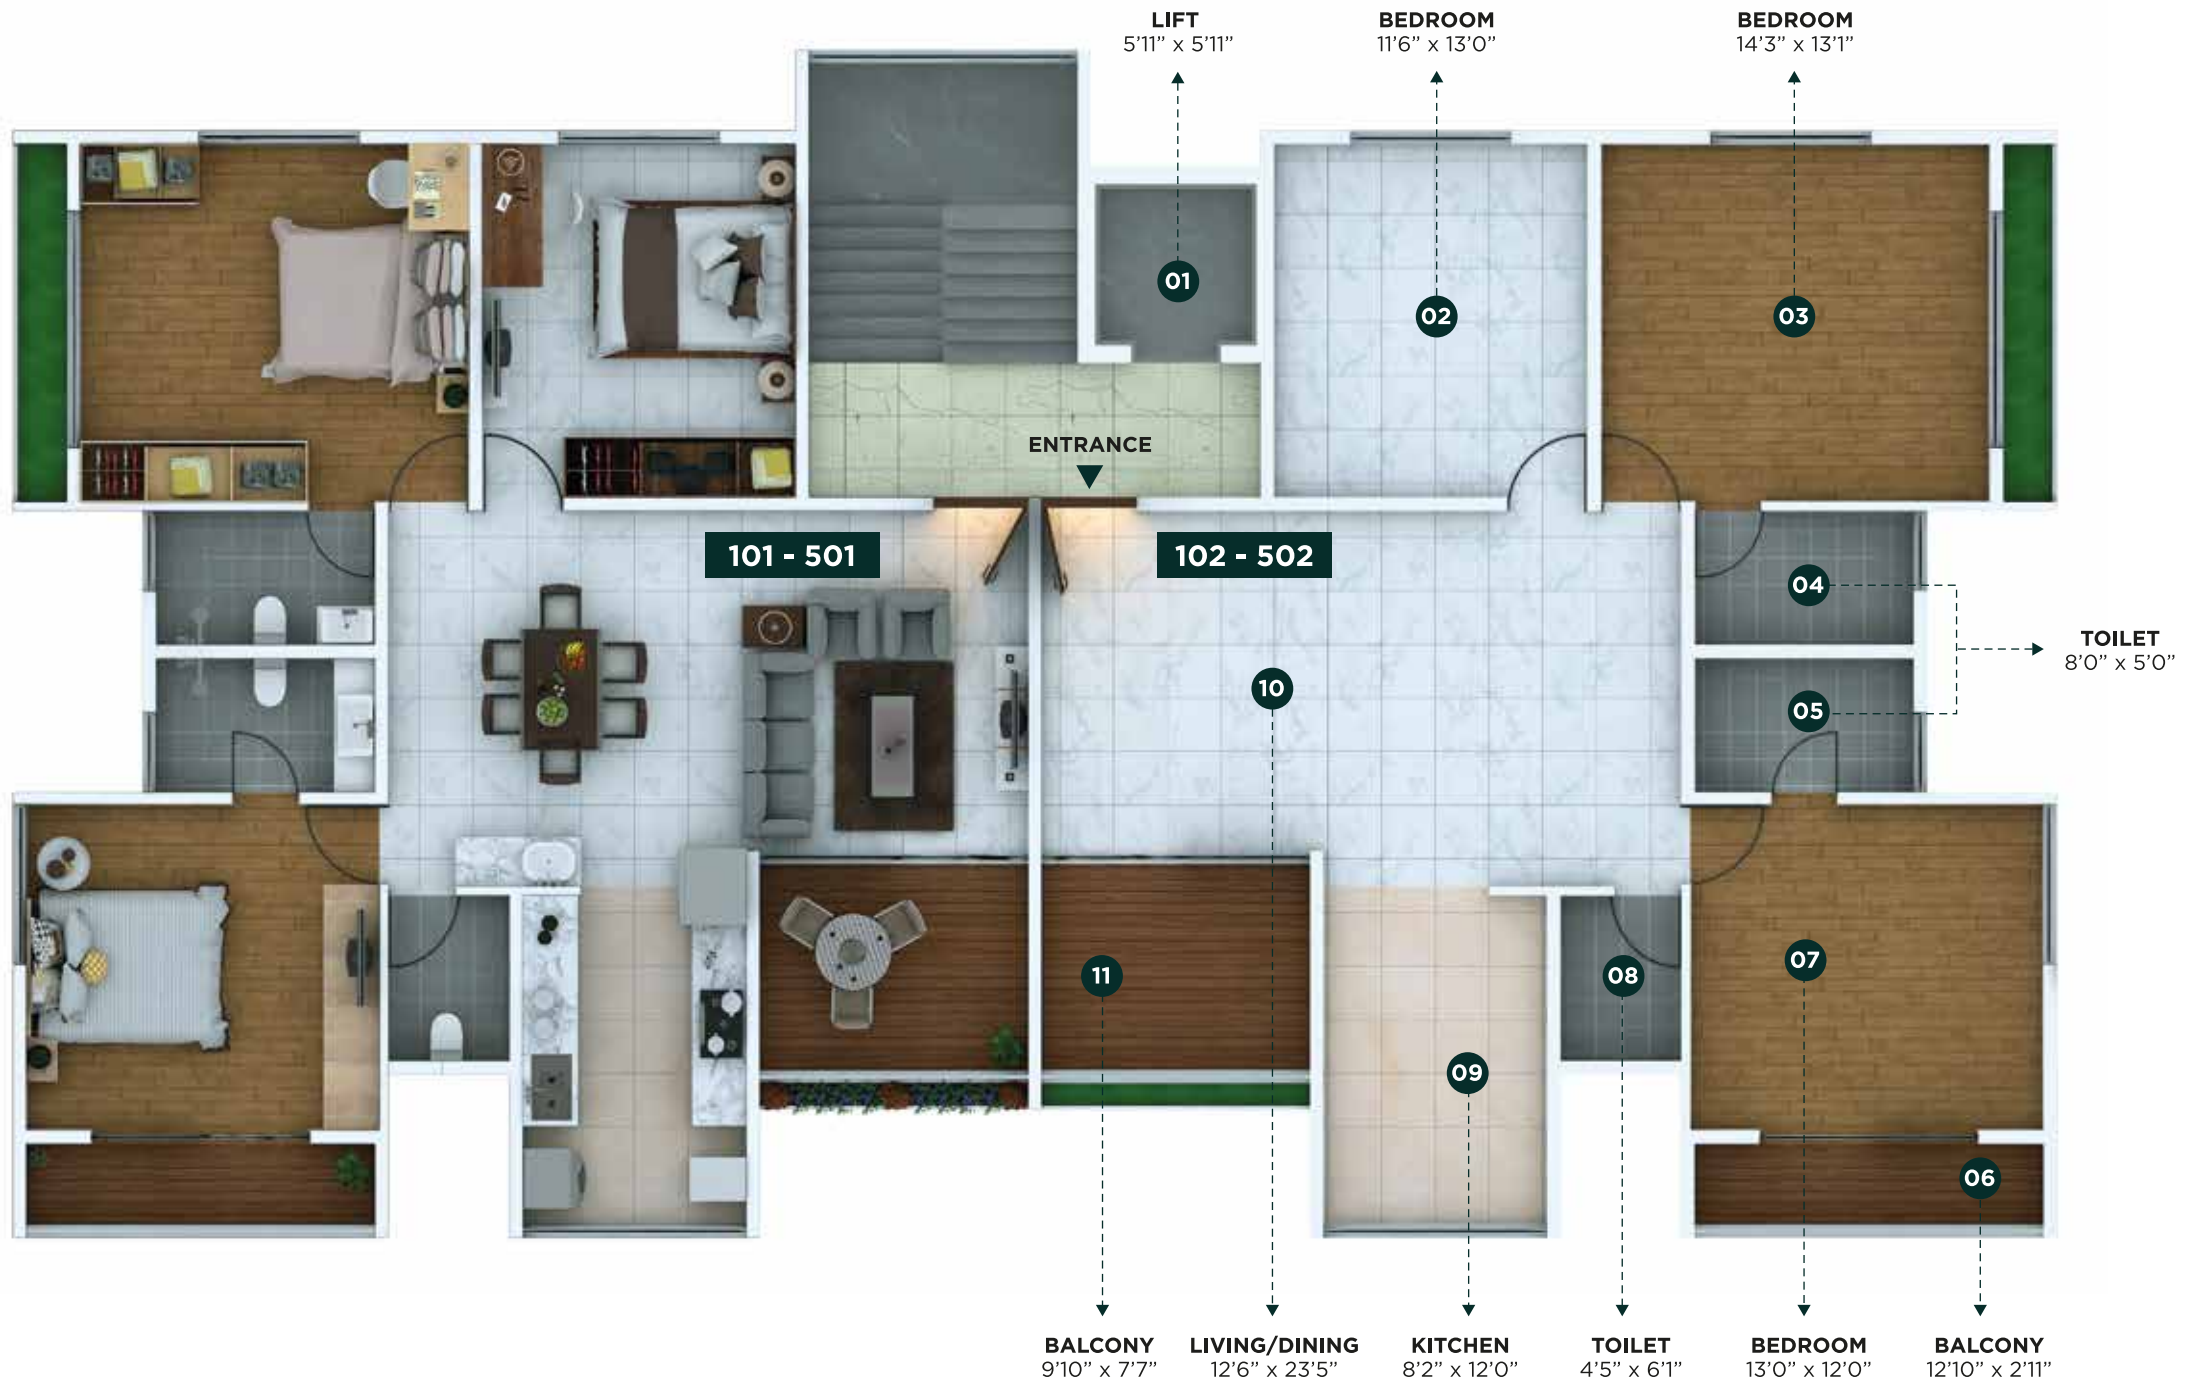 LIFT
5'11” x 5'11”
BEDROOM
11'6” x 13'0”
BEDROOM
14'3” x 13'1”
01
02
03
ENTRANCE
101 - 501
102 - 502
04
TOILET
8'0” x 5'0”
10
05
11
08
07
09
06
BALCONY
9'10” x 7'7”
LIVING/DINING
12'6” x 23'5”
KITCHEN
8'2” x 12'0”
TOILET
4'5” x 6'1”
BEDROOM
13'0” x 12'0”
BALCONY
12'10” x 2'11”